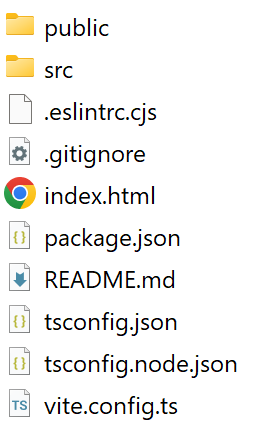 public
src
.eslintrc.cjs
.gitignore
index.html
package.json
README.md
tsconfig.json
tsconfig.node.json
TS vite.config.ts